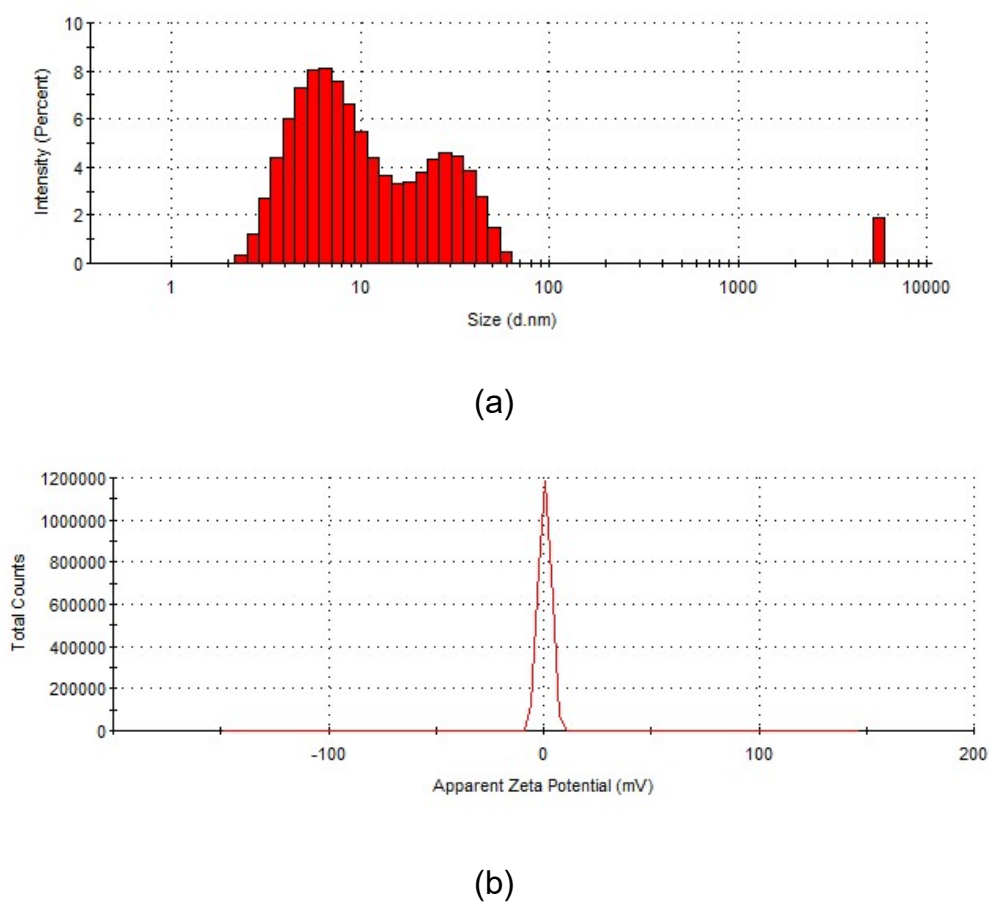 10
8
6
4
2
0
Intensity (Percent)
1 10 100 1000 10000
Size (d.nm)
(a)
1200000
1000000
800000
600000
400000
200000
0
Total Counts
-100 0 100 200
Apparent Zeta Potential (mV)
(b)